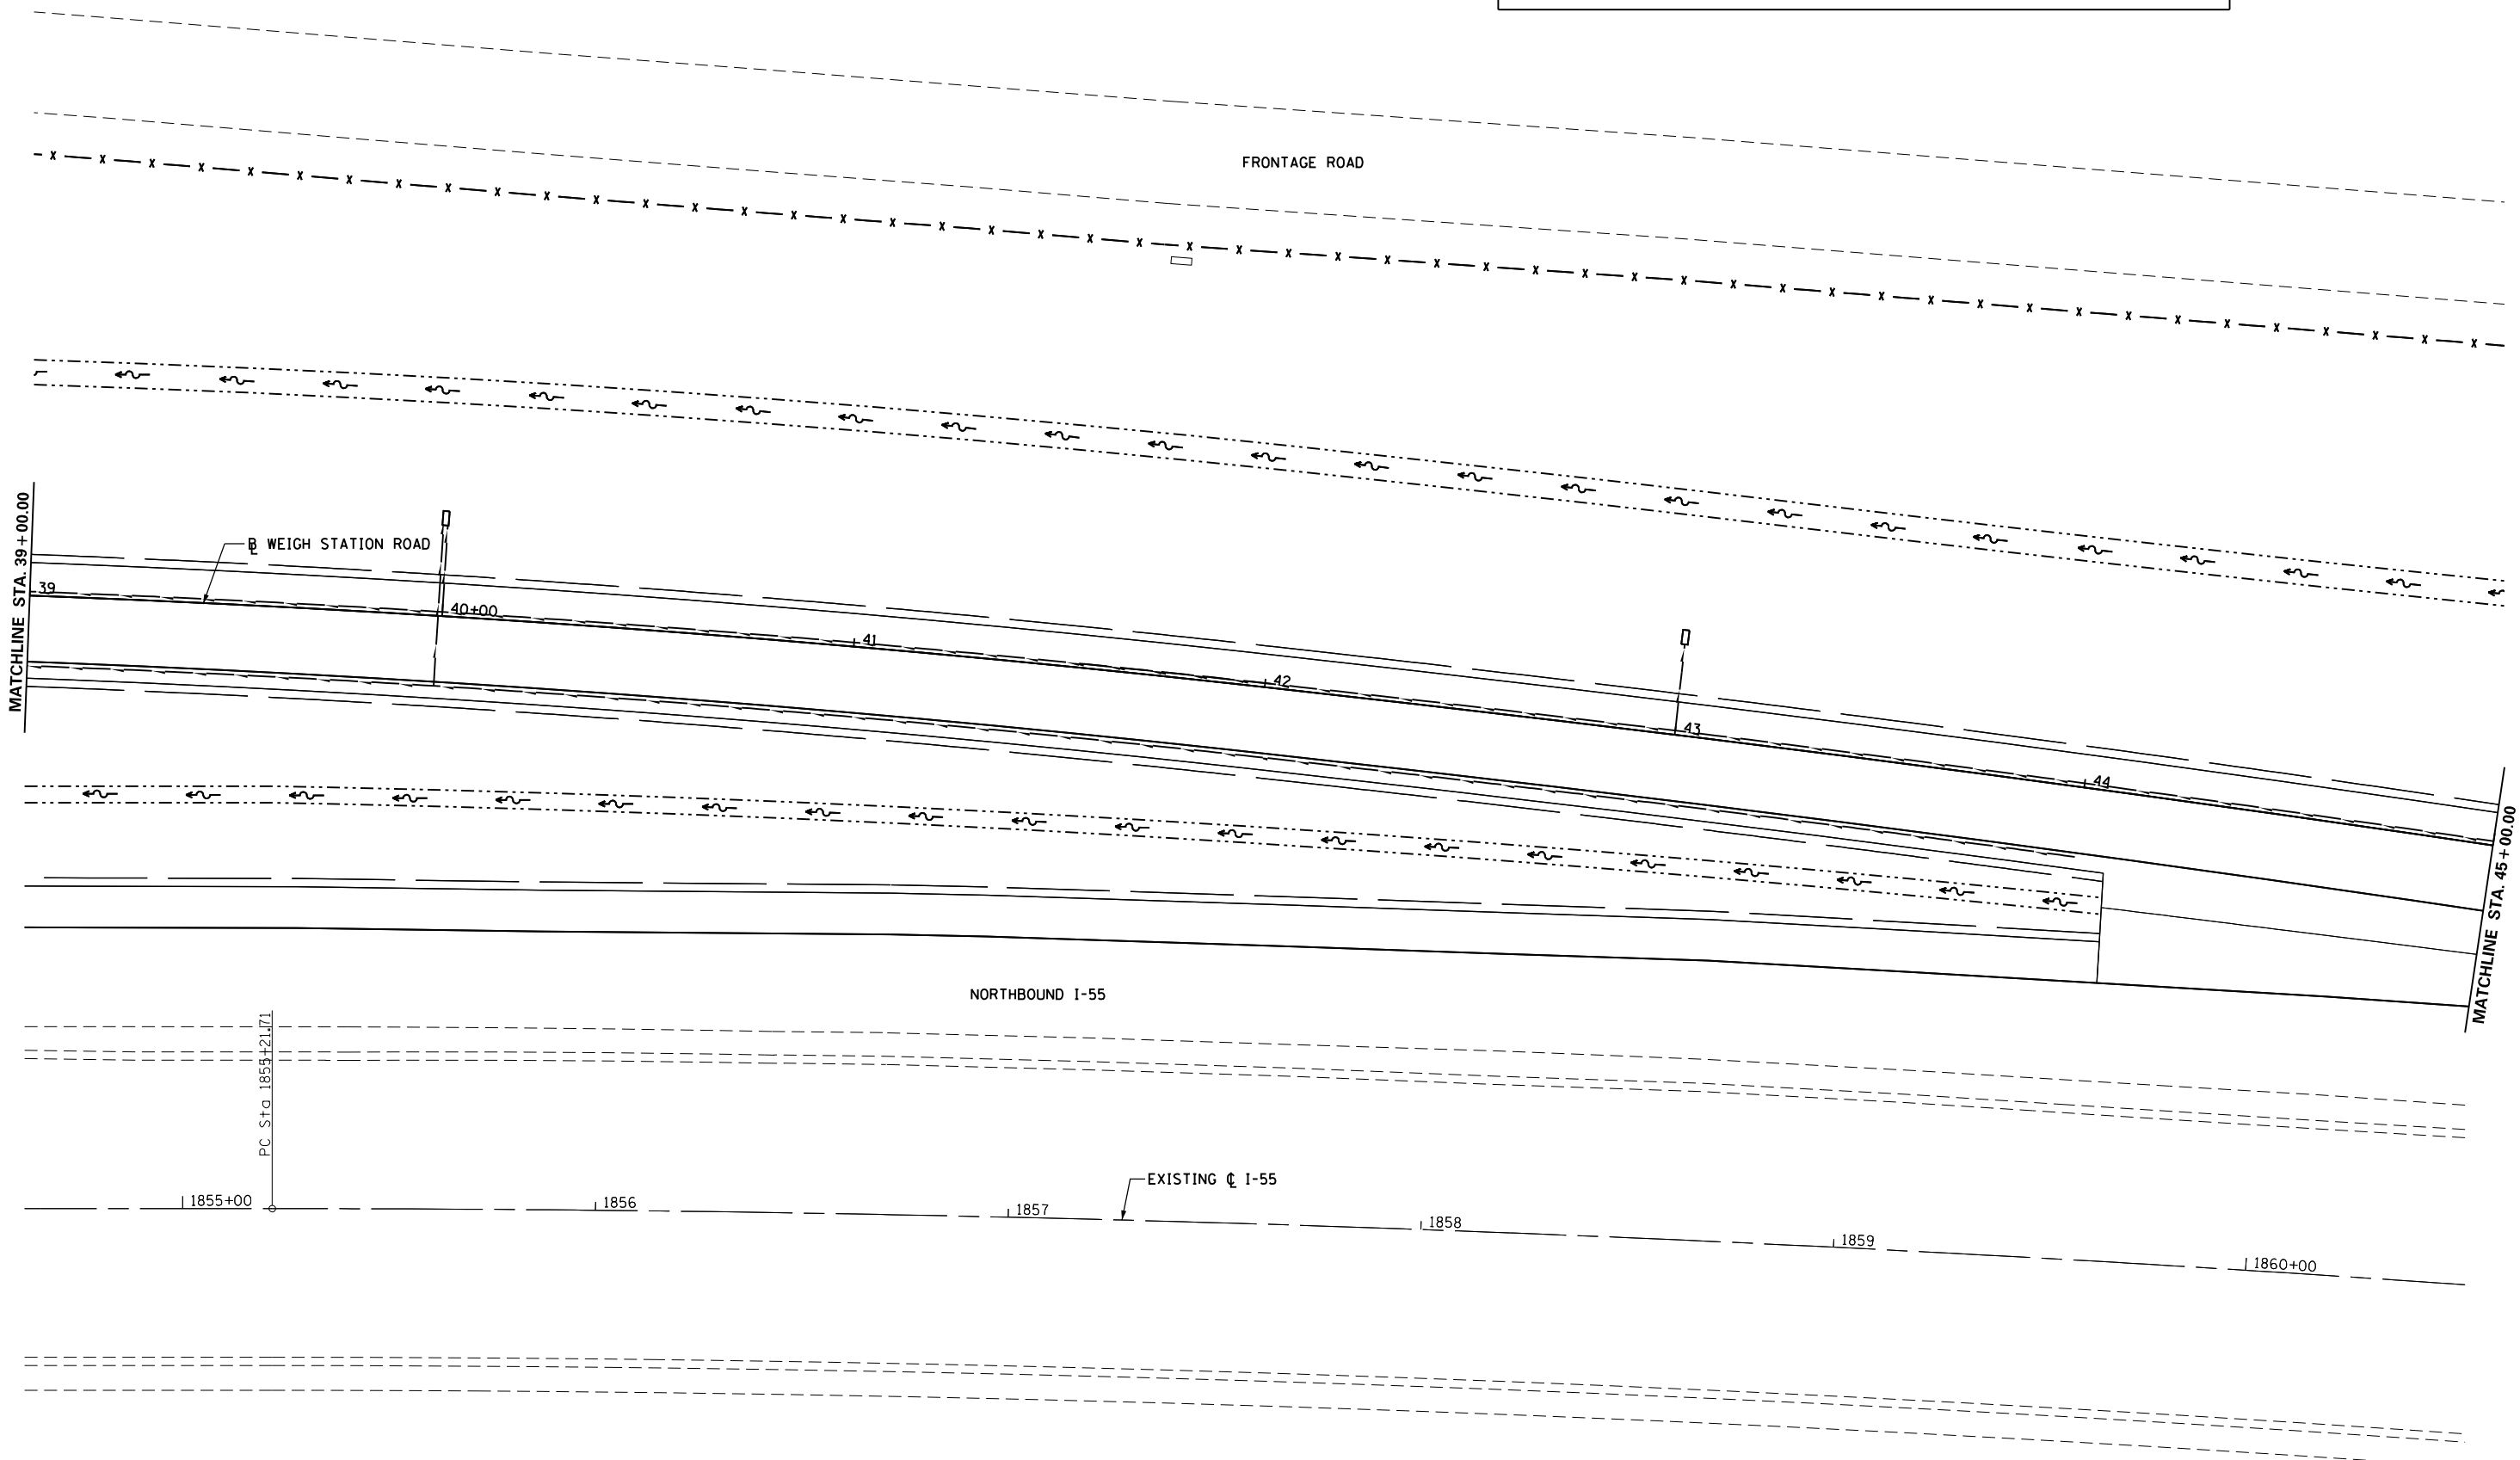 FRONTAGE ROAD
MATCHLINE STA. 39+00.00
℄ WEIGH STATION ROAD
39
40+00
41
42
43
44
MATCHLINE STA. 45+00.00
NORTHBOUND I-55
PC Sta 1855+21.71
EXISTING ℄ I-55
1855+00
1856
1857
1858
1859
1860+00